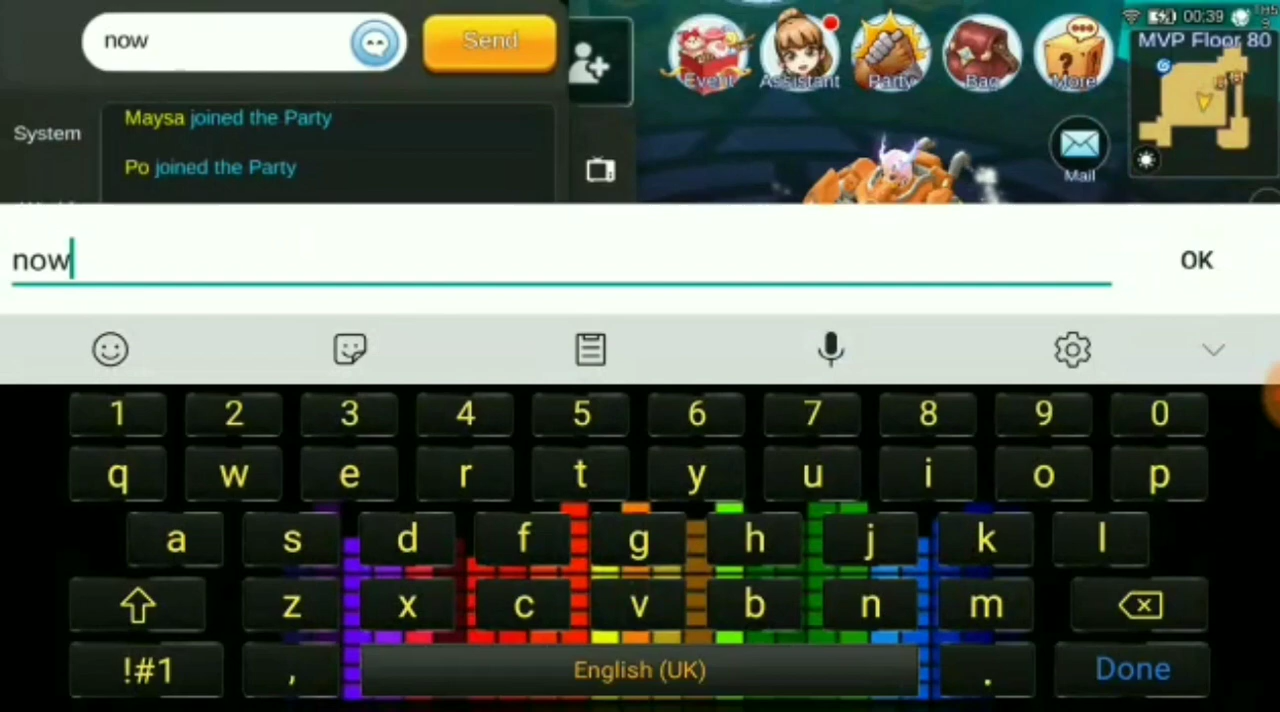 now
Send
Event
Assistant
Party
Bag
More
00:39
MVP Floor 80
System
Maysa joined the Party
Po joined the Party
Mail
now
OK
1 2 3 4 5 6 7 8 9 0
q w e r t y u i o p
a s d f g h j k l
z x c v b n m
!#1 , English (UK) . Done